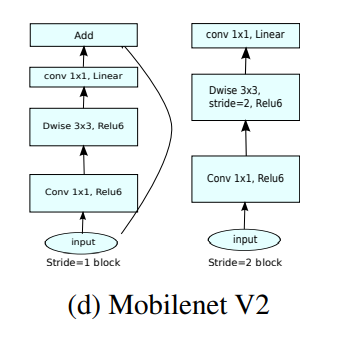 Add
conv 1x1, Linear
Dwise 3x3, Relu6
Conv 1x1, Relu6
input
Stride=1 block
conv 1x1, Linear
Dwise 3x3,
stride=2, Relu6
Conv 1x1, Relu6
input
Stride=2 block
(d) Mobilenet V2